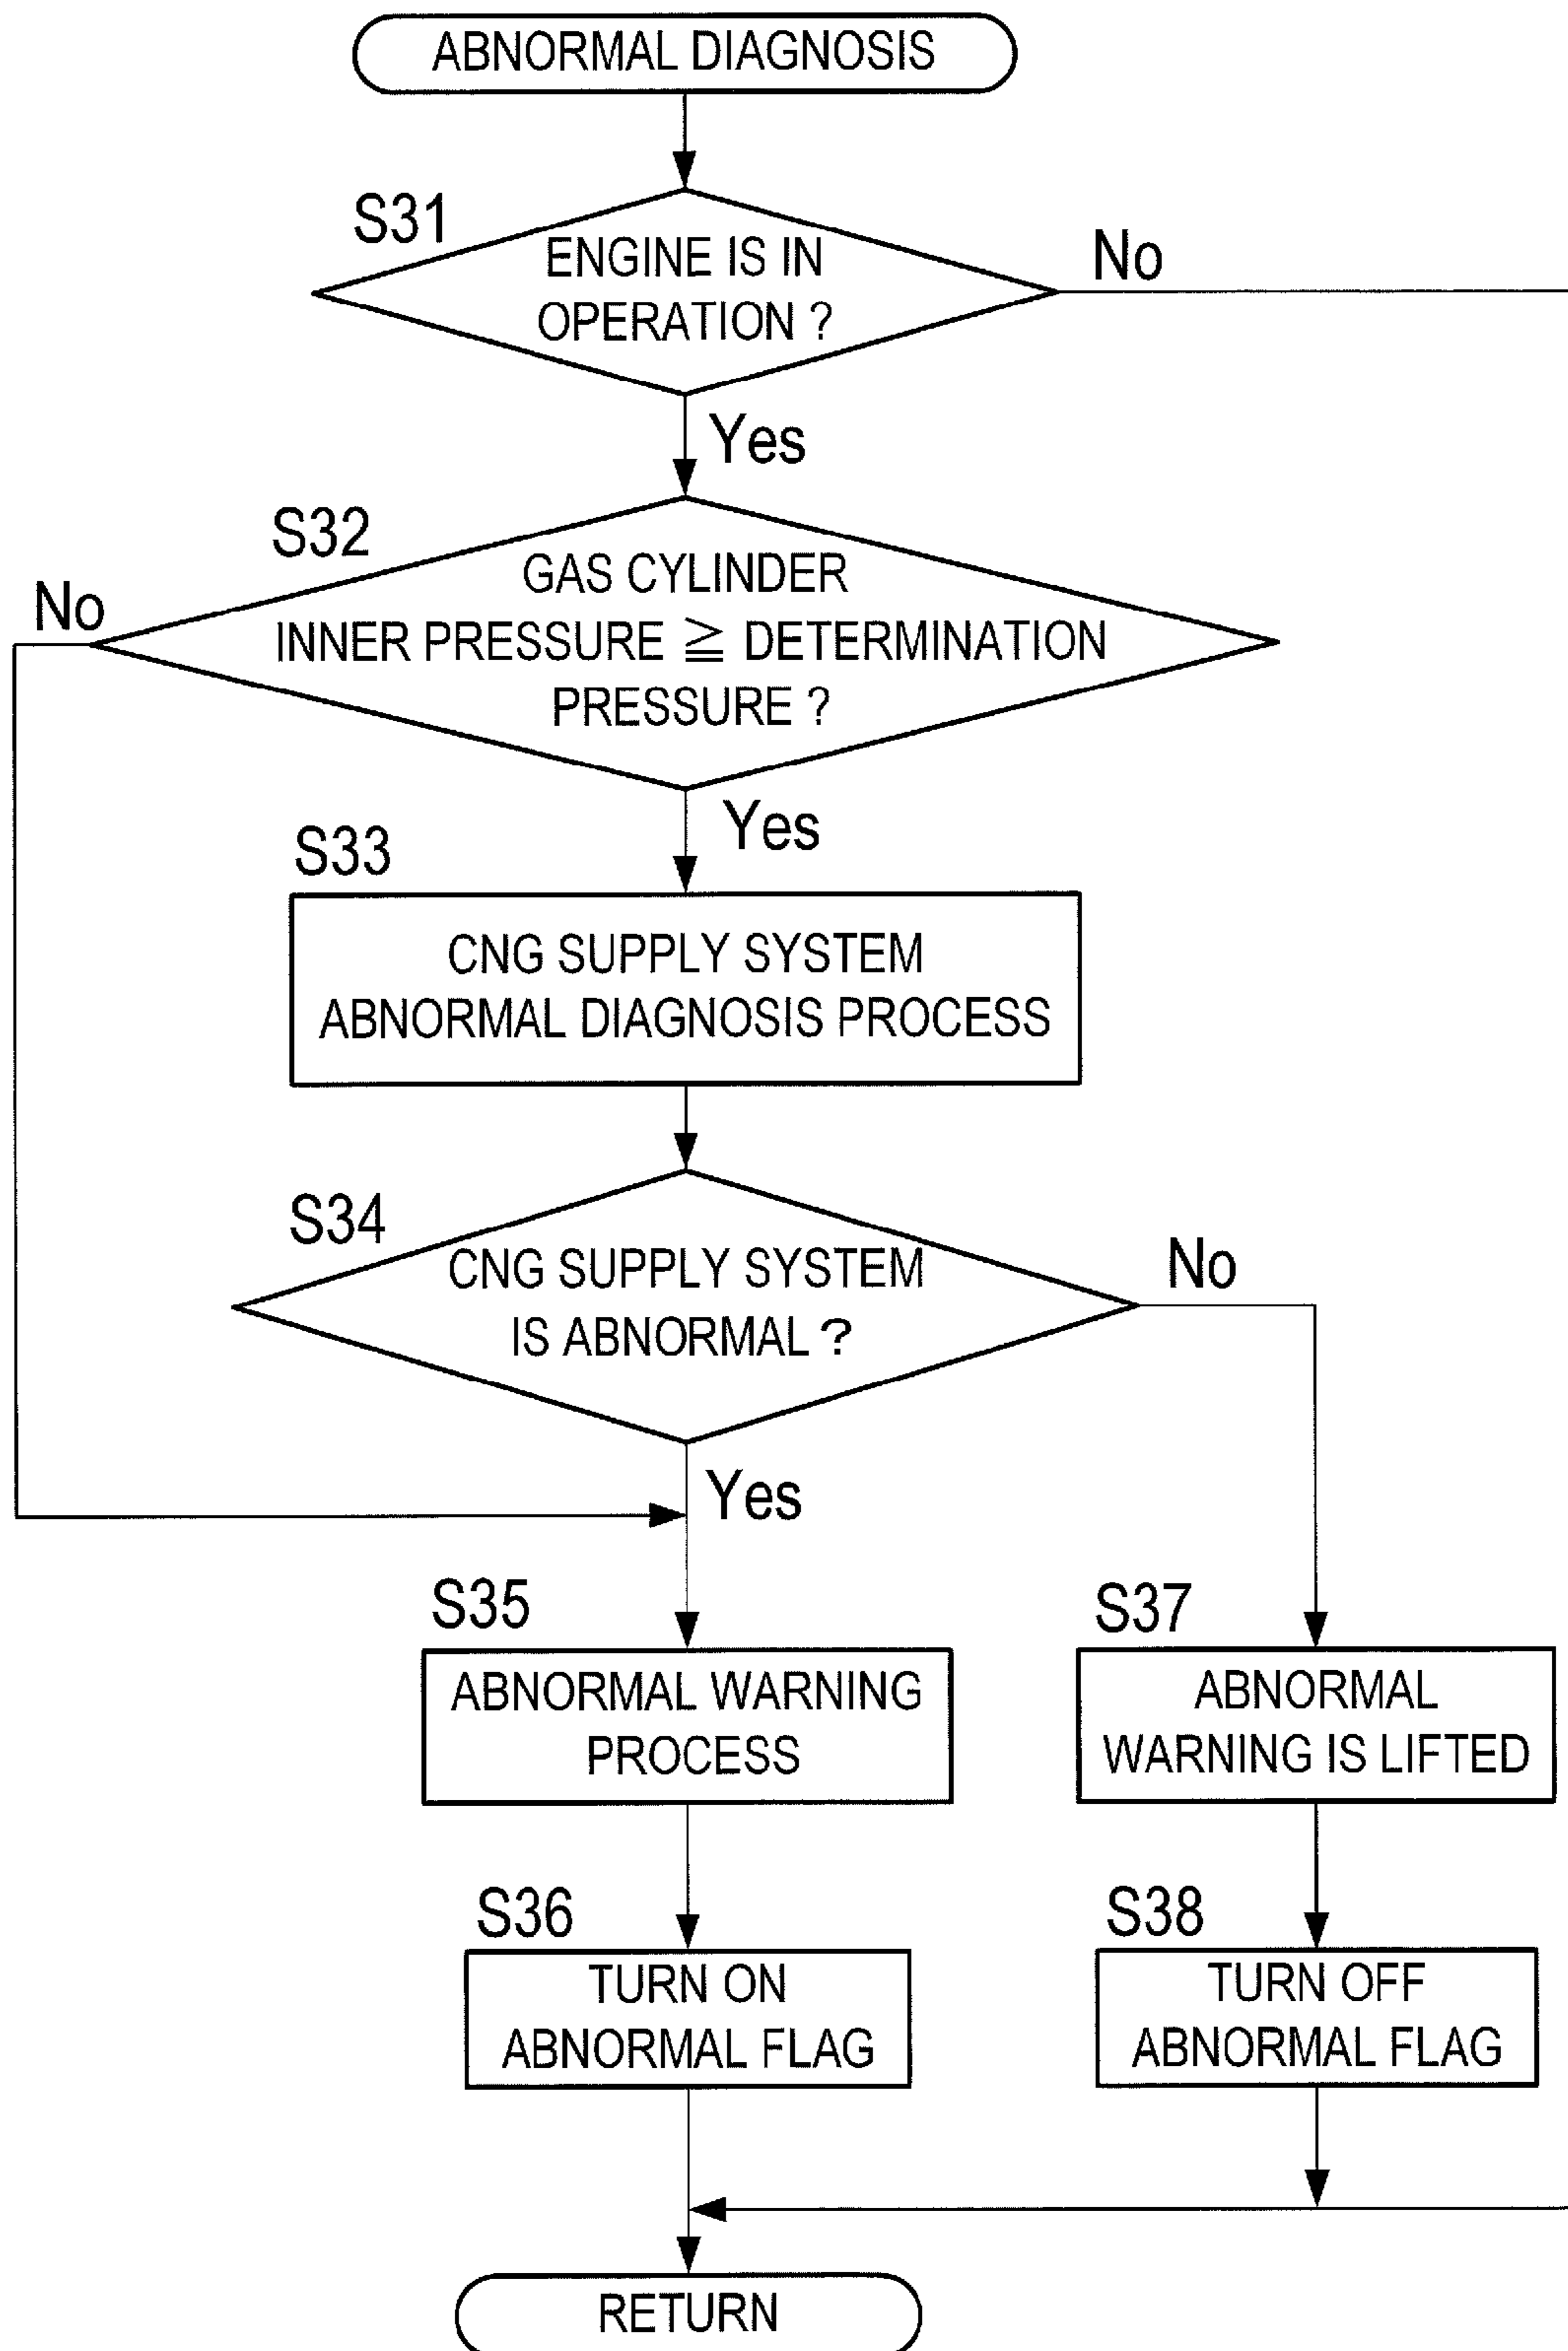 ABNORMAL DIAGNOSIS
S31
ENGINE IS IN
OPERATION ?
No
Yes
S32
No
GAS CYLINDER
INNER PRESSURE ≧ DETERMINATION
PRESSURE ?
Yes
S33
CNG SUPPLY SYSTEM
ABNORMAL DIAGNOSIS PROCESS
S34
CNG SUPPLY SYSTEM
IS ABNORMAL ?
No
Yes
S35
ABNORMAL WARNING
PROCESS
S37
ABNORMAL
WARNING IS LIFTED
S36
TURN ON
ABNORMAL FLAG
S38
TURN OFF
ABNORMAL FLAG
RETURN